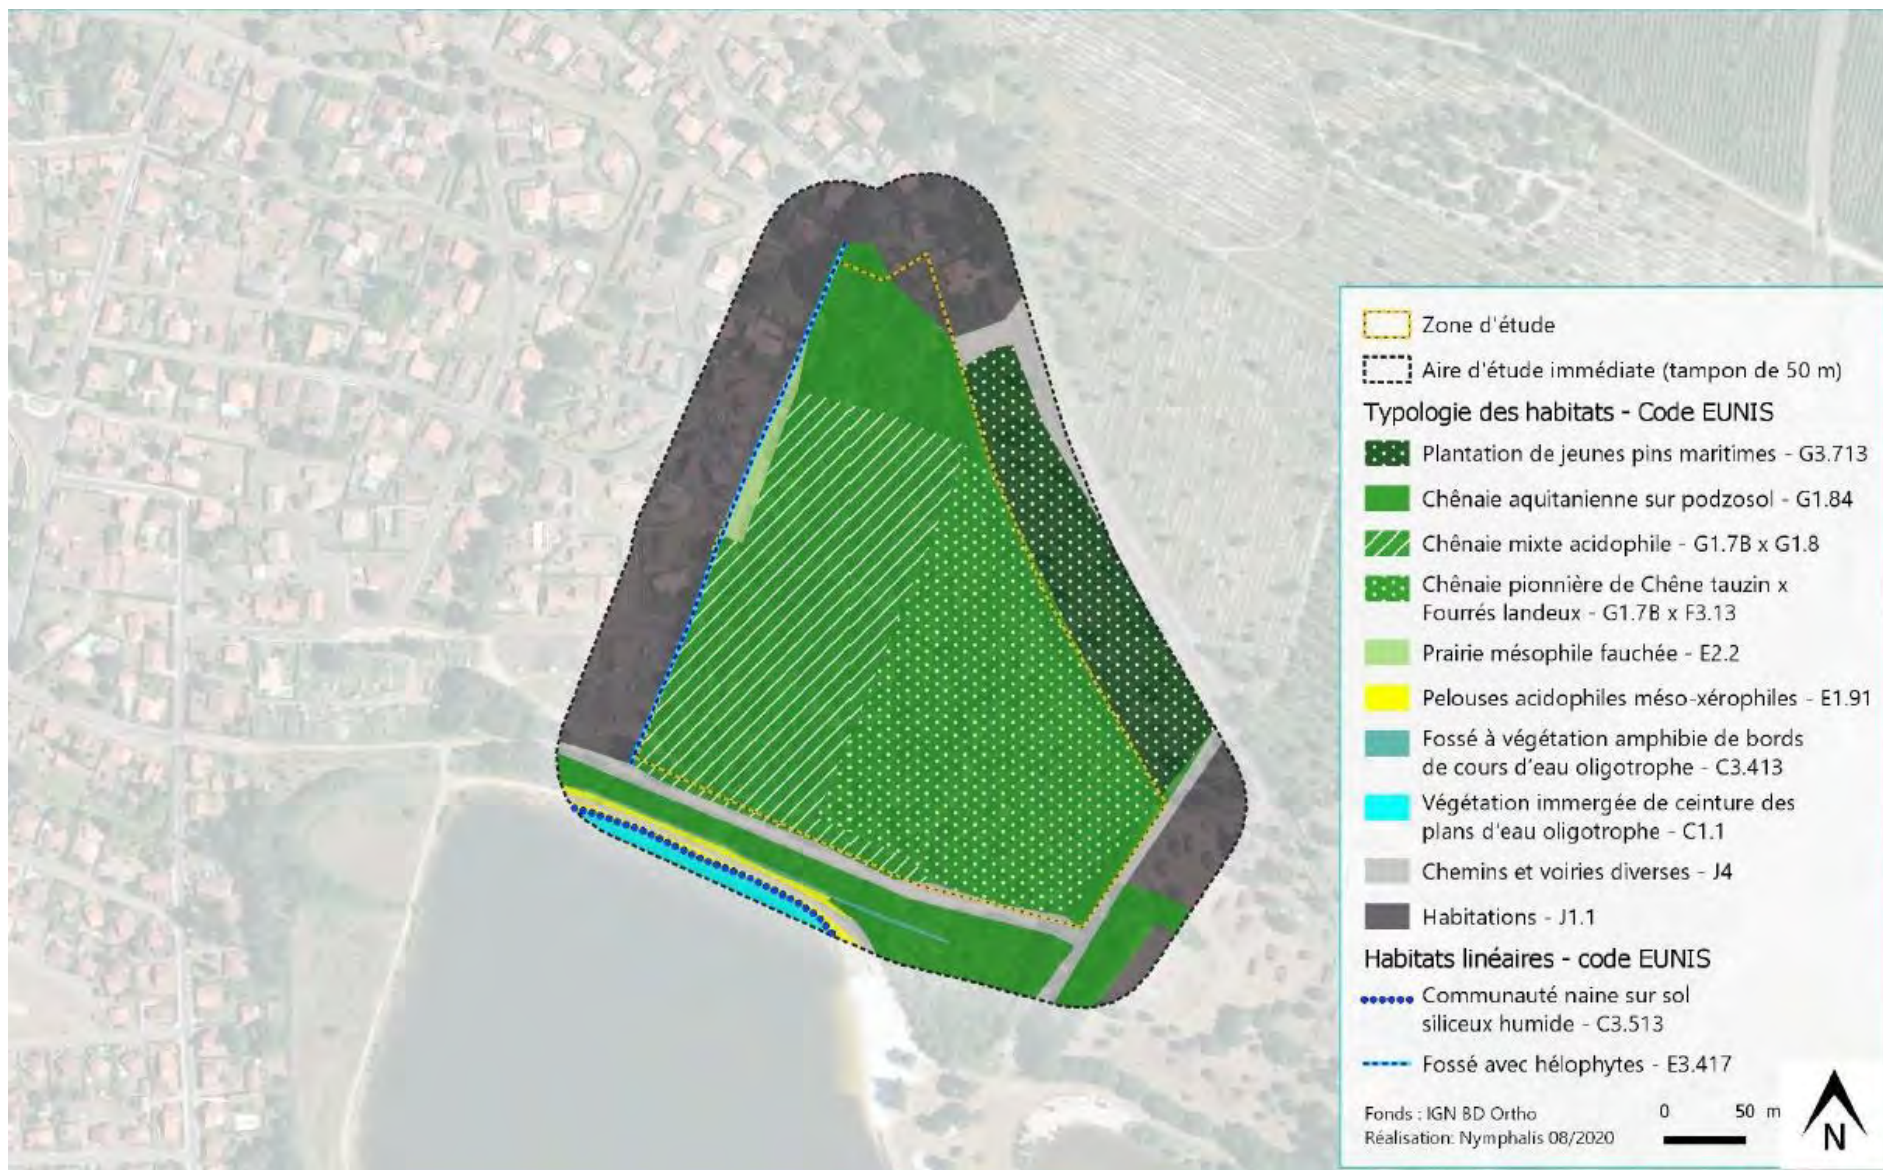 Zone d'étude
Aire d'étude immédiate (tampon de 50 m)
Typologie des habitats - Code EUNIS
Plantation de jeunes pins maritimes - G3.713
Chênaie aquitanienne sur podzosol - G1.84
Chênaie mixte acidophile - G1.7B x G1.8
Chênaie pionnière de Chêne tauzin x
Fourrés landeux - G1.7B x F3.13
Prairie mésophile fauchée - E2.2
Pelouses acidophiles méso-xérophiles - E1.91
Fossé à végétation amphibie de bords
de cours d'eau oligotrophe - C3.413
Végétation immergée de ceinture des
plans d'eau oligotrophe - C1.1
Chemins et voiries diverses - J4
Habitations - J1.1
Habitats linéaires - code EUNIS
Communauté naine sur sol
siliceux humide - C3.513
Fossé avec hélophytes - E3.417
Fonds : IGN BD Ortho
Réalisation: Nymphalis 08/2020
0 50 m
N